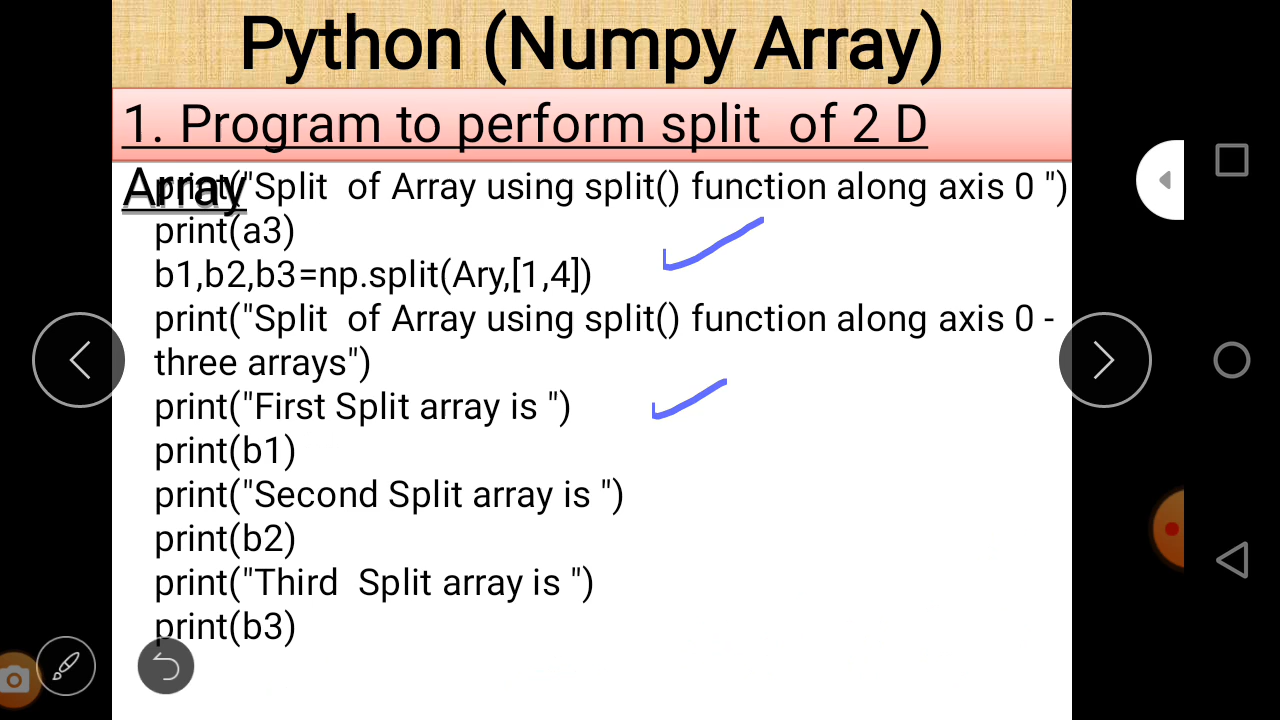 Python (Numpy Array)
1. Program to perform split  of 2 D
Array
print("Split  of Array using split() function along axis 0 ")
print(a3)
b1,b2,b3=np.split(Ary,[1,4])
print("Split  of Array using split() function along axis 0 -
three arrays")
print("First Split array is ")
print(b1)
print("Second Split array is ")
print(b2)
print("Third  Split array is ")
print(b3)